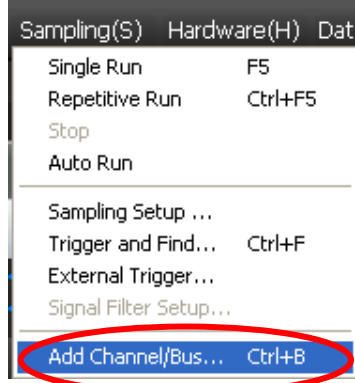 Sampling(S) Hardware(H) Dat
Single Run F5
Repetitive Run Ctrl+F5
Stop
Auto Run
Sampling Setup ...
Trigger and Find... Ctrl+F
External Trigger...
Signal Filter Setup...
Add Channel/Bus... Ctrl+B